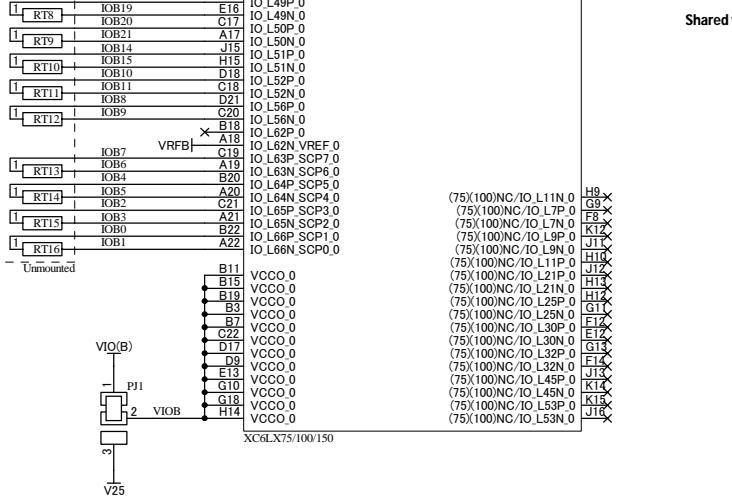 IO_L49P_0
1 RT8 IOB19 E16 IO_L49N_0
Shared
IOB20 C17 IO_L50P_0
1 RT9 IOB21 A17 IO_L50N_0
IOB14 J15 IO_L51P_0
1 RT10 IOB15 H15 IO_L51N_0
IOB10 D18 IO_L52P_0
1 RT11 IOB11 C18 IO_L52N_0
IOB8 D21 IO_L56P_0
1 RT12 IOB9 C20 IO_L56N_0
B18 IO_L62P_0
VRFB A18 IO_L62N_VREF_0
IOB7 C19 IO_L63P_SCP7_0
1 RT13 IOB6 A19 IO_L63N_SCP6_0
IOB4 B20 IO_L64P_SCP5_0
1 RT14 IOB5 A20 IO_L64N_SCP4_0
IOB2 C21 IO_L65P_SCP3_0
1 RT15 IOB3 A21 IO_L65N_SCP2_0
IOB0 B22 IO_L66P_SCP1_0
1 RT16 IOB1 A22 IO_L66N_SCP0_0
Unmounted
(75)(100)NC/IO_L11N_0 H9
(75)(100)NC/IO_L7P_0 G9
(75)(100)NC/IO_L7N_0 F8
(75)(100)NC/IO_L9P_0 K12
(75)(100)NC/IO_L9N_0 J11
(75)(100)NC/IO_L11P_0 H10
(75)(100)NC/IO_L21P_0 J12
(75)(100)NC/IO_L21N_0 H13
(75)(100)NC/IO_L25P_0 H12
(75)(100)NC/IO_L25N_0 G11
(75)(100)NC/IO_L30P_0 F12
(75)(100)NC/IO_L30N_0 E12
(75)(100)NC/IO_L32P_0 G13
(75)(100)NC/IO_L32N_0 F14
(75)(100)NC/IO_L45P_0 J13
(75)(100)NC/IO_L45N_0 K14
(75)(100)NC/IO_L53P_0 K15
(75)(100)NC/IO_L53N_0 J16
B11 VCCO_0
B15 VCCO_0
B19 VCCO_0
B3 VCCO_0
B7 VCCO_0
C22 VCCO_0
D17 VCCO_0
D9 VCCO_0
E13 VCCO_0
G10 VCCO_0
G18 VCCO_0
H14 VCCO_0
VIO(B)
1 PJ1
2 VIOB
3
V25
XC6LX75/100/150